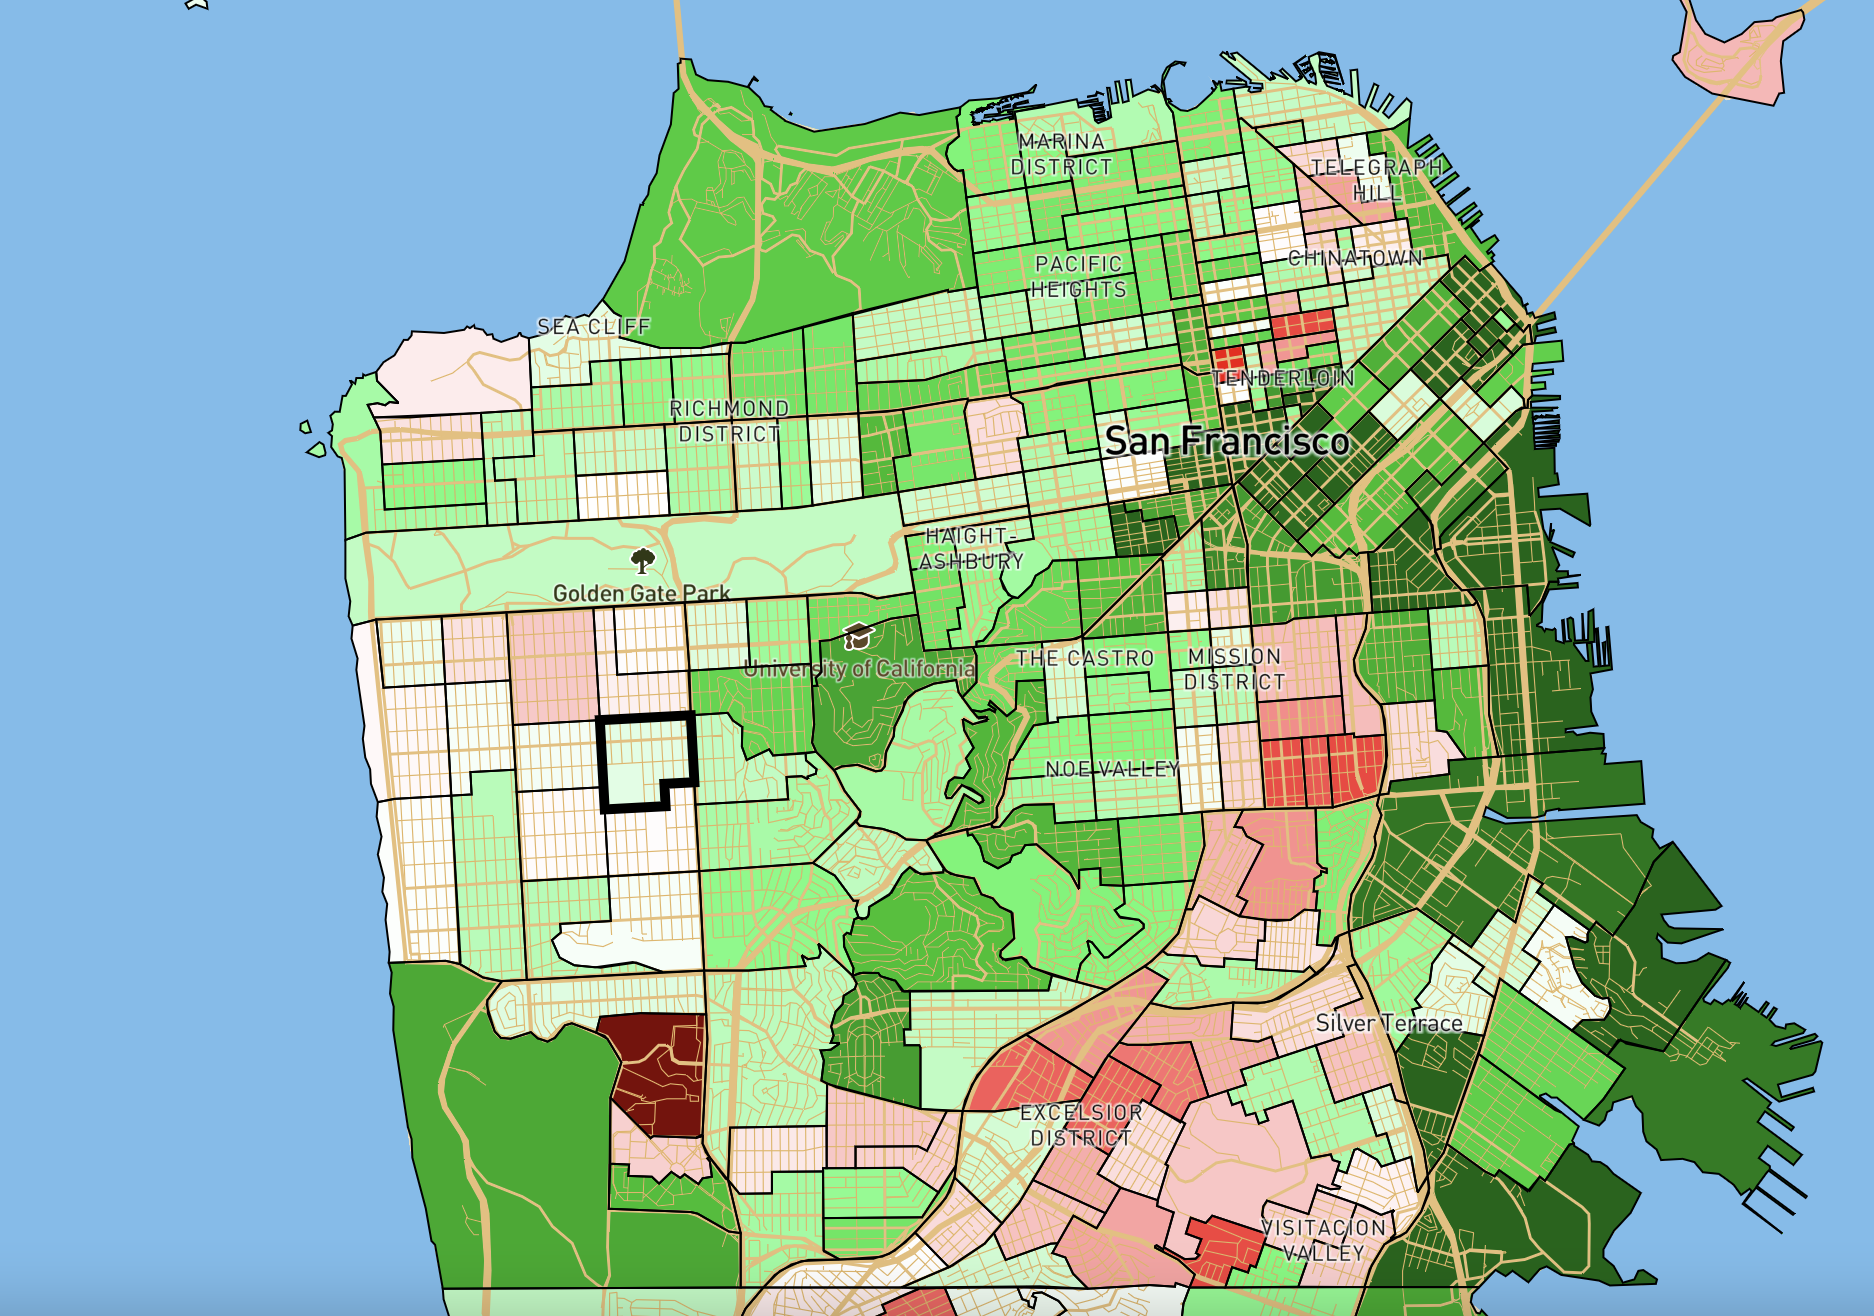 MARINA
DISTRICT
TELEGRAPH
HILL
CHINATOWN
PACIFIC
HEIGHTS
SEA CLIFF
TENDERLOIN
RICHMOND
DISTRICT
San Francisco
HAIGHT-
ASHBURY
Golden Gate Park
University of California
THE CASTRO
MISSION
DISTRICT
NOE VALLEY
Silver Terrace
EXCELSIOR
DISTRICT
VISITACION
VALLEY